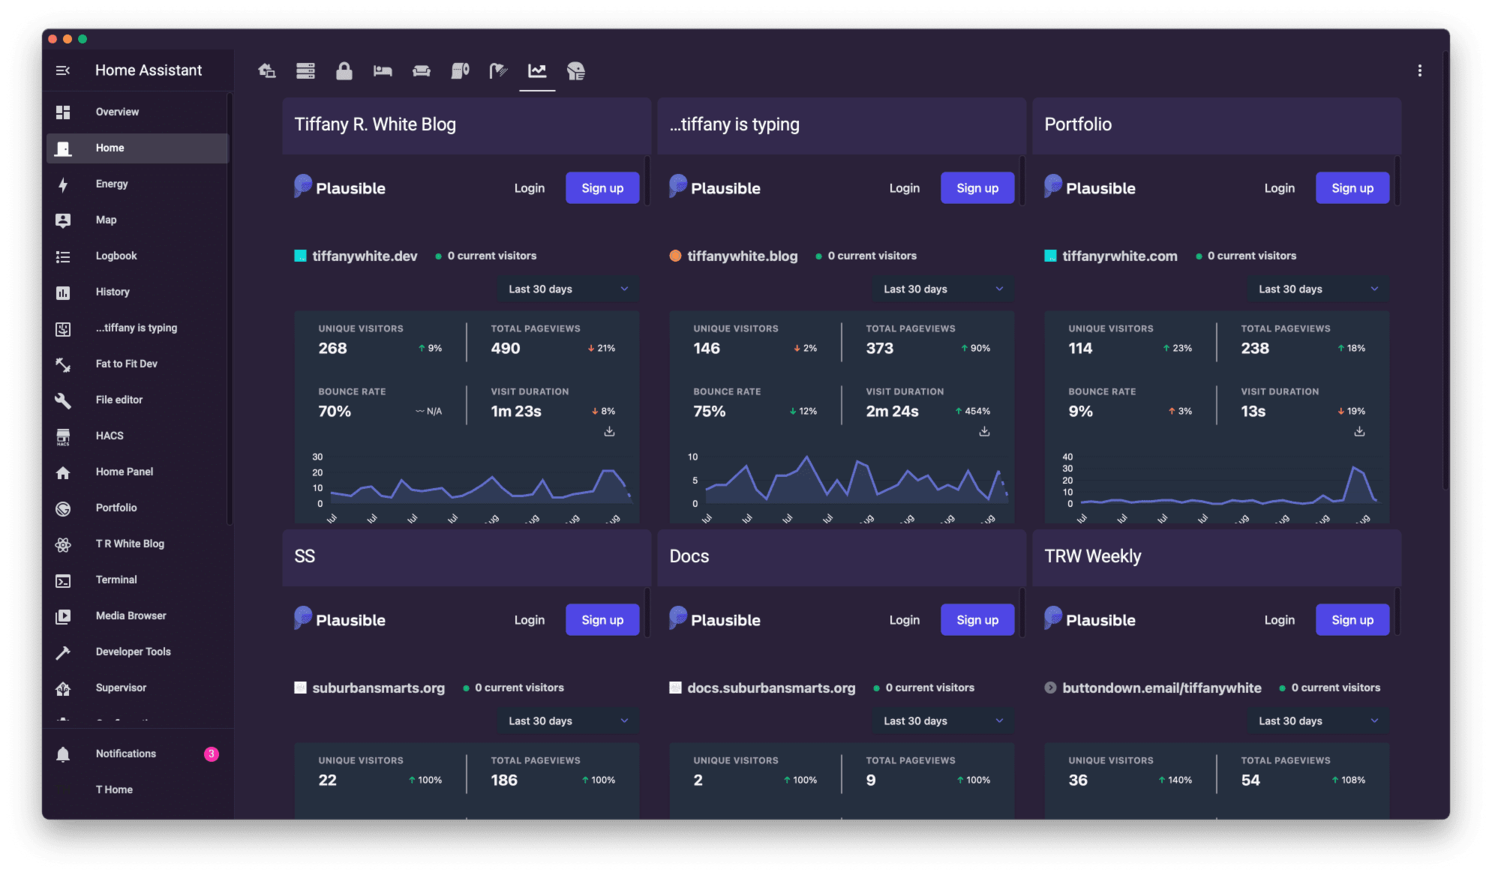 Home Assistant
Overview
Home
Energy
Map
Logbook
History
...tiffany is typing
Fat to Fit Dev
File editor
HACS
HACS
Home Panel
Portfolio
T R White Blog
Terminal
Media Browser
Developer Tools
Supervisor
Notifications
3
T Home
Tiffany R. White Blog
Plausible
Login
Sign up
tiffanywhite.dev
0 current visitors
Last 30 days
UNIQUE VISITORS
268
↑ 9%
TOTAL PAGEVIEWS
490
↓ 21%
BOUNCE RATE
70%
〰 N/A
VISIT DURATION
1m 23s
↓ 8%
30
20
10
0
...tiffany is typing
Plausible
Login
Sign up
tiffanywhite.blog
0 current visitors
Last 30 days
UNIQUE VISITORS
146
↓ 2%
TOTAL PAGEVIEWS
373
↑ 90%
BOUNCE RATE
75%
↓ 12%
VISIT DURATION
2m 24s
↑ 454%
10
5
0
Portfolio
Plausible
Login
Sign up
tiffanyrwhite.com
0 current visitors
Last 30 days
UNIQUE VISITORS
114
↑ 23%
TOTAL PAGEVIEWS
238
↑ 18%
BOUNCE RATE
9%
↑ 3%
VISIT DURATION
13s
↓ 19%
40
30
20
10
0
SS
Plausible
Login
Sign up
suburbansmarts.org
0 current visitors
Last 30 days
UNIQUE VISITORS
22
↑ 100%
TOTAL PAGEVIEWS
186
↑ 100%
Docs
Plausible
Login
Sign up
docs.suburbansmarts.org
0 current visitors
Last 30 days
UNIQUE VISITORS
2
↑ 100%
TOTAL PAGEVIEWS
9
↑ 100%
TRW Weekly
Plausible
Login
Sign up
buttondown.email/tiffanywhite
0 current visitors
Last 30 days
UNIQUE VISITORS
36
↑ 140%
TOTAL PAGEVIEWS
54
↑ 108%